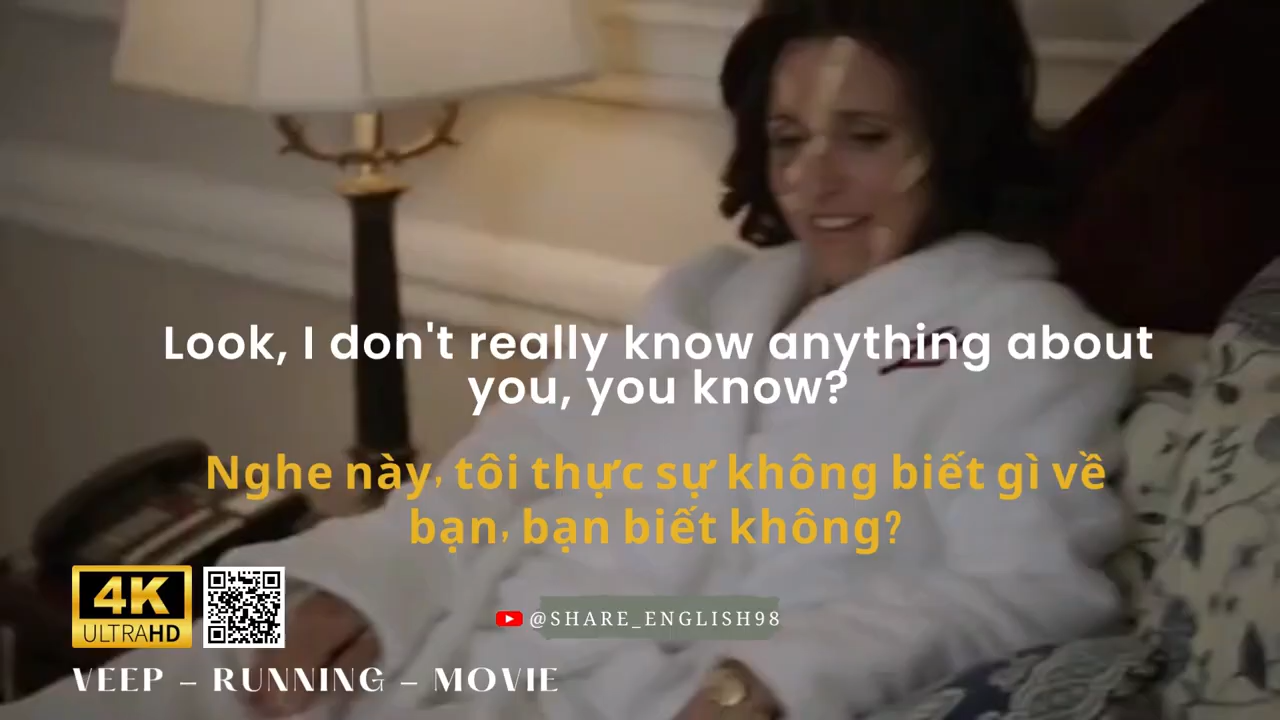 Look, I don't really know anything about
you, you know?
Nghe này, tôi thực sự không biết gì về
bạn, bạn biết không?
4K
ULTRAHD
@SHARE_ENGLISH98
VEEP – RUNNING – MOVIE